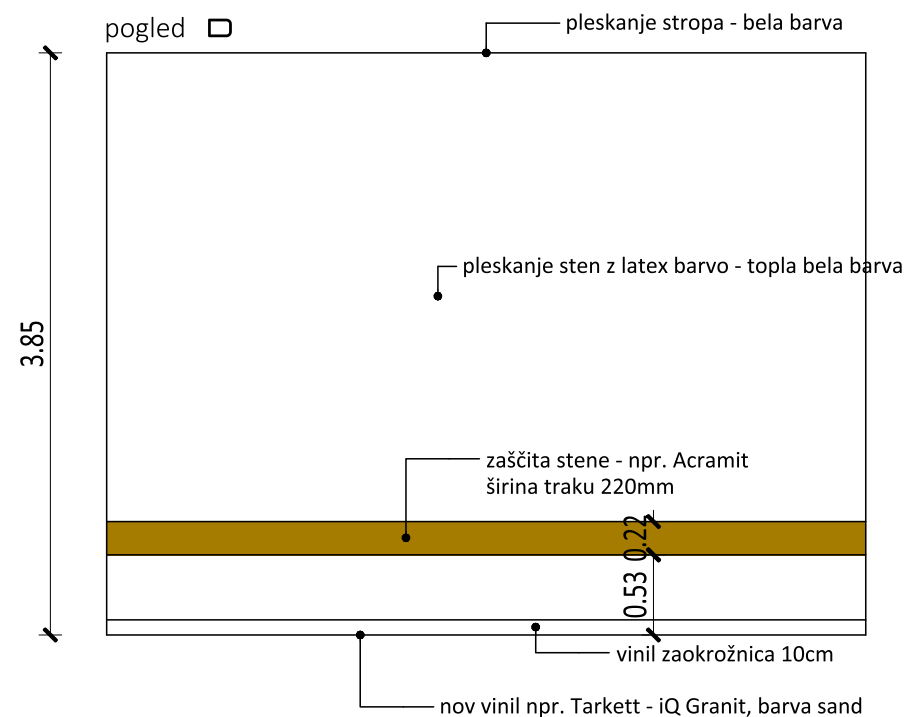 pogled D
pleskanje stropa - bela barva
pleskanje sten z latex barvo - topla bela barva
3.85
zaščita stene - npr. Acramit
širina traku 220mm
0.22
0.53
vinil zaokrožnica 10cm
nov vinil npr. Tarkett - iQ Granit, barva sand